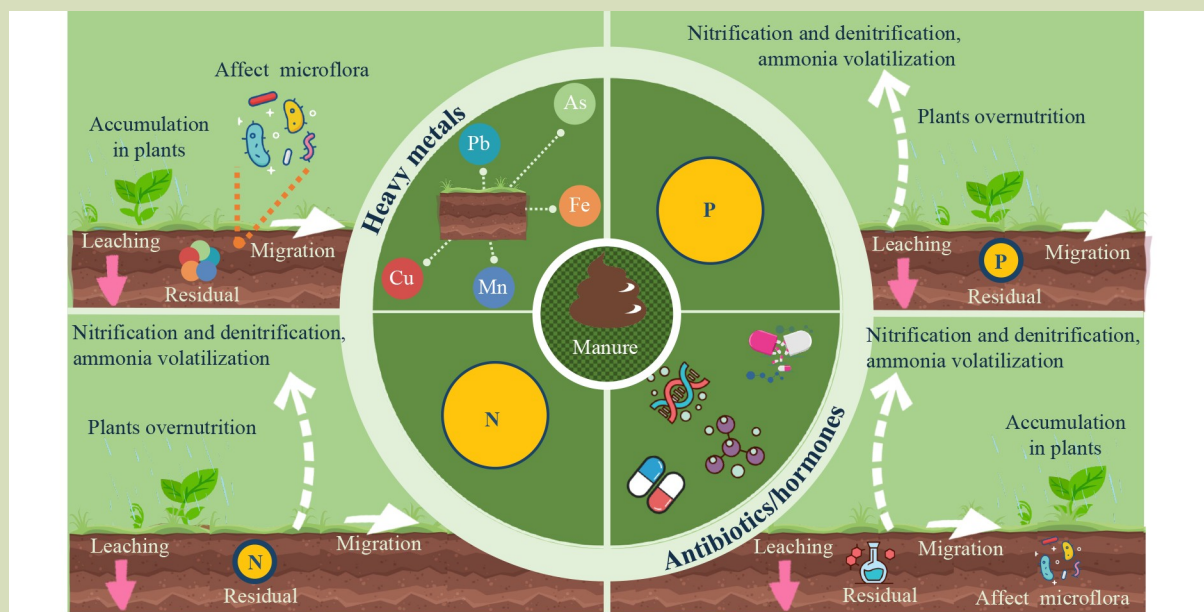 Affect microflora
Accumulation
in plants
Leaching
Migration
Residual
Heavy metals
As
Pb
Fe
Cu
Mn
P
Nitrification and denitrification,
ammonia volatilization
Plants overnutrition
Leaching
P
Migration
Residual
Manure
Nitrification and denitrification,
ammonia volatilization
Plants overnutrition
Leaching
Migration
N
Residual
N
Antibiotics/hormones
Nitrification and denitrification,
ammonia volatilization
Accumulation
in plants
Leaching
Migration
Residual
Affect microflora